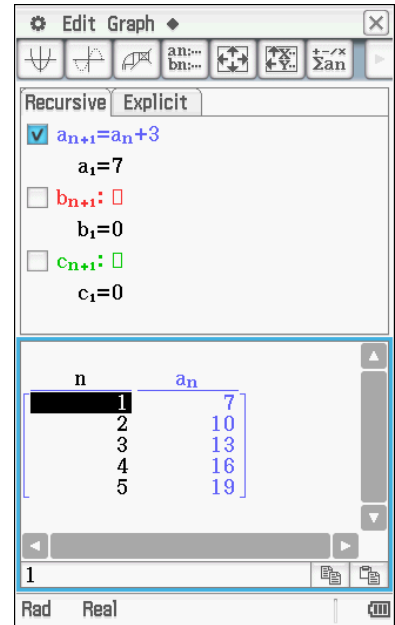 Edit Graph ◆
an:… bn:… Σan
Recursive Explicit
aₙ₊₁=aₙ+3
a₁=7
bₙ₊₁: □
b₁=0
cₙ₊₁: □
c₁=0
n aₙ
1 7
2 10
3 13
4 16
5 19
1
Rad Real